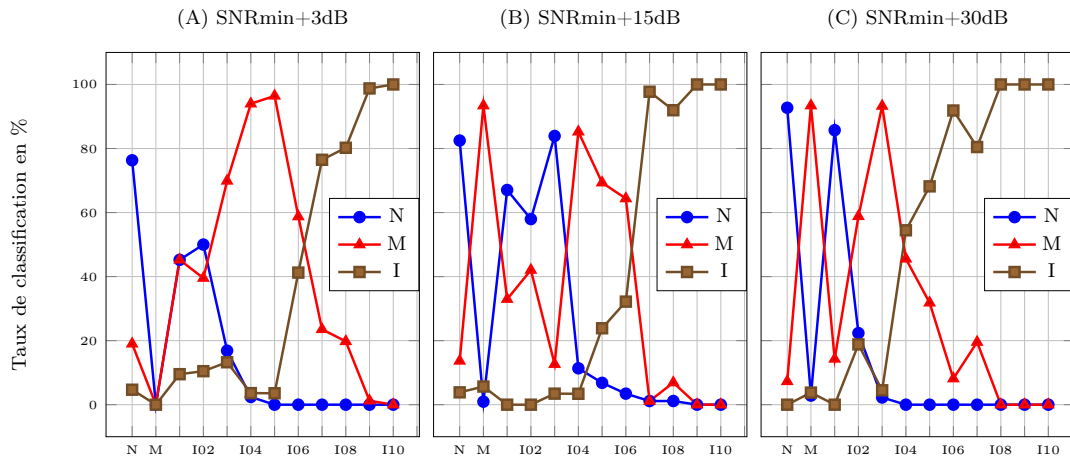 (A) SNRmin+3dB
(B) SNRmin+15dB
(C) SNRmin+30dB
Taux de classification en %
100
80
60
40
20
0
N
M
I
N
M
I
N
M
I
N M I02 I04 I06 I08 I10
N M I02 I04 I06 I08 I10
N M I02 I04 I06 I08 I10